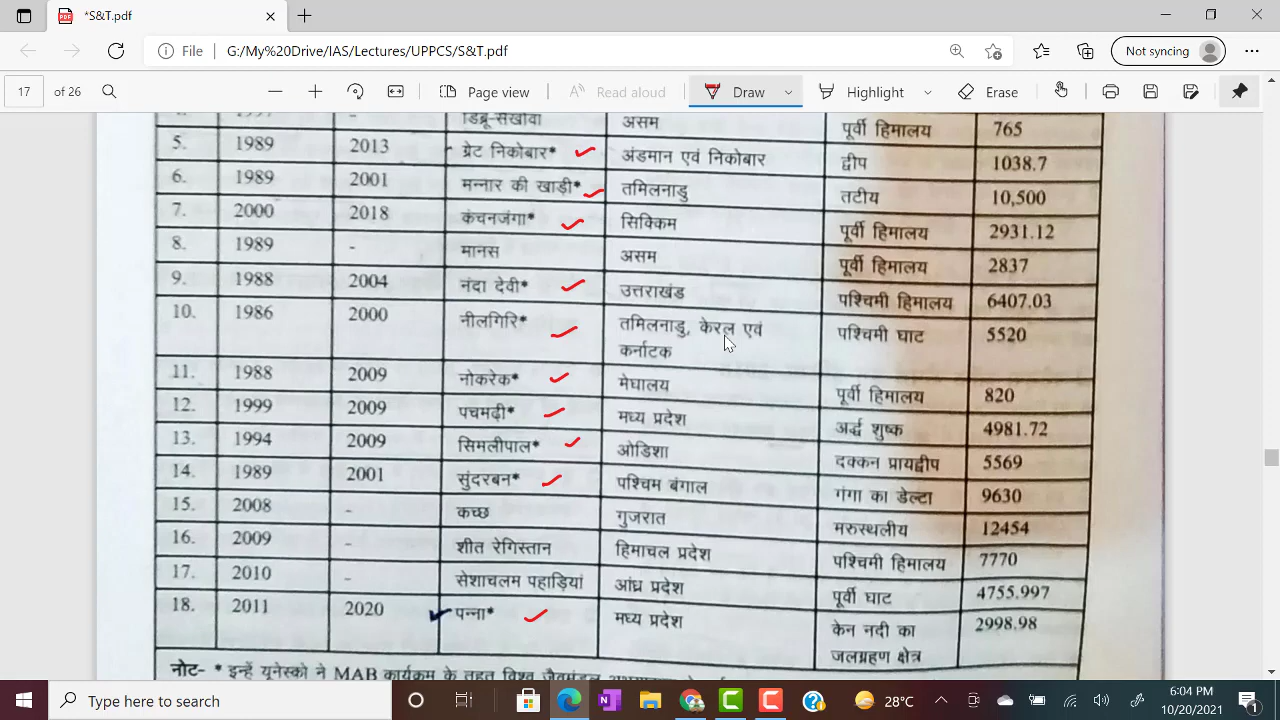 *S&T.pdf
File G:/My%20Drive/IAS/Lectures/UPPCS/S&T.pdf Not syncing
17 of 26 Page view Read aloud Draw Highlight Erase
डिब्रू-सैखोवा असम पूर्वी हिमालय 765
5. 1989 2013 ग्रेट निकोबार* अंडमान एवं निकोबार द्वीप 1038.7
6. 1989 2001 मन्नार की खाड़ी* तमिलनाडु तटीय 10,500
7. 2000 2018 कंचनजंगा* सिक्किम पूर्वी हिमालय 2931.12
8. 1989 - मानस असम पूर्वी हिमालय 2837
9. 1988 2004 नंदा देवी* उत्तराखंड पश्चिमी हिमालय 6407.03
10. 1986 2000 नीलगिरि* तमिलनाडु, केरल एवं पश्चिमी घाट 5520
कर्नाटक
11. 1988 2009 नोकरेक* मेघालय पूर्वी हिमालय 820
12. 1999 2009 पचमढ़ी* मध्य प्रदेश अर्द्ध शुष्क 4981.72
13. 1994 2009 सिमलीपाल* ओडिशा दक्कन प्रायद्वीप 5569
14. 1989 2001 सुंदरबन* पश्चिम बंगाल गंगा का डेल्टा 9630
15. 2008 - कच्छ गुजरात मरुस्थलीय 12454
16. 2009 - शीत रेगिस्तान हिमाचल प्रदेश पश्चिमी हिमालय 7770
17. 2010 - सेशाचलम पहाड़ियां आंध्र प्रदेश पूर्वी घाट 4755.997
18. 2011 2020 पन्ना* मध्य प्रदेश केन नदी का 2998.98
जलग्रहण क्षेत्र
नोट- * इन्हें यूनेस्को ने MAB कार्यक्रम के तहत विश्व जैवमंडल
Type here to search 28°C 6:04 PM
10/20/2021